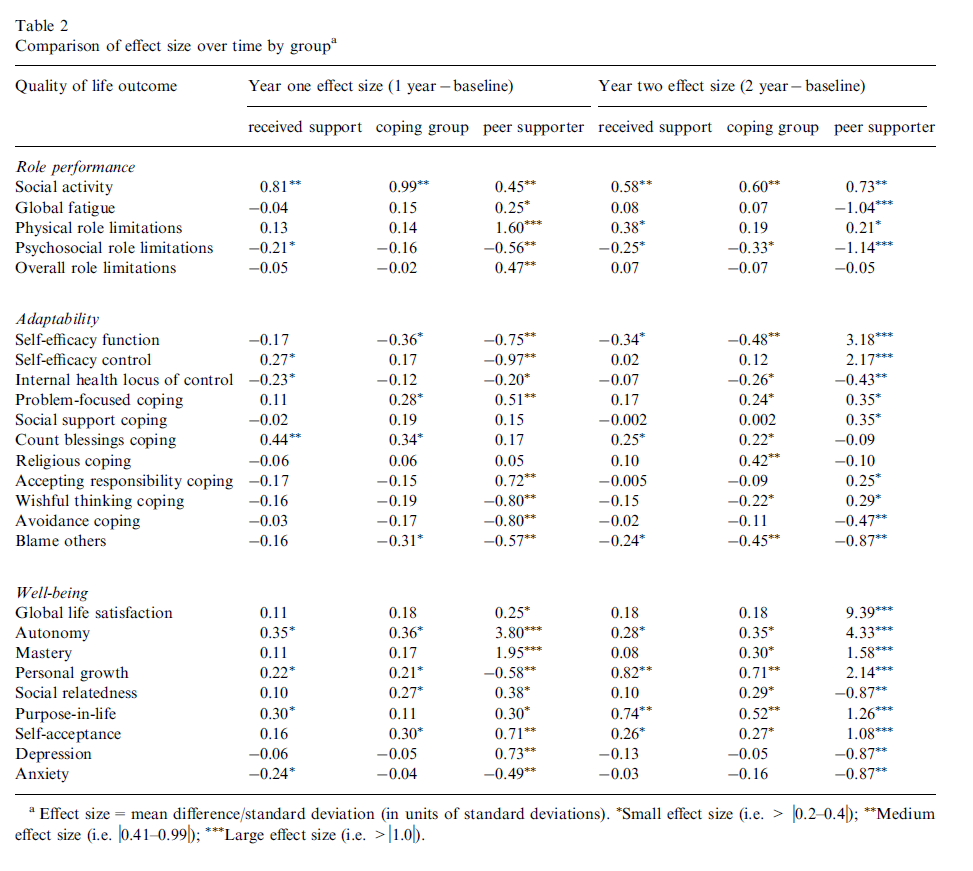 Table 2
Comparison of effect size over time by groupᵃ
Quality of life outcome Year one effect size (1 year − baseline) Year two effect size (2 year − baseline)
received support coping group peer supporter received support coping group peer supporter
Role performance
Social activity 0.81** 0.99** 0.45** 0.58** 0.60** 0.73**
Global fatigue −0.04 0.15 0.25* 0.08 0.07 −1.04***
Physical role limitations 0.13 0.14 1.60*** 0.38* 0.19 0.21*
Psychosocial role limitations −0.21* −0.16 −0.56** −0.25* −0.33* −1.14***
Overall role limitations −0.05 −0.02 0.47** 0.07 −0.07 −0.05
Adaptability
Self-efficacy function −0.17 −0.36* −0.75** −0.34* −0.48** 3.18***
Self-efficacy control 0.27* 0.17 −0.97** 0.02 0.12 2.17***
Internal health locus of control −0.23* −0.12 −0.20* −0.07 −0.26* −0.43**
Problem-focused coping 0.11 0.28* 0.51** 0.17 0.24* 0.35*
Social support coping −0.02 0.19 0.15 −0.002 0.002 0.35*
Count blessings coping 0.44** 0.34* 0.17 0.25* 0.22* −0.09
Religious coping −0.06 0.06 0.05 0.10 0.42** −0.10
Accepting responsibility coping −0.17 −0.15 0.72** −0.005 −0.09 0.25*
Wishful thinking coping −0.16 −0.19 −0.80** −0.15 −0.22* 0.29*
Avoidance coping −0.03 −0.17 −0.80** −0.02 −0.11 −0.47**
Blame others −0.16 −0.31* −0.57** −0.24* −0.45** −0.87**
Well-being
Global life satisfaction 0.11 0.18 0.25* 0.18 0.18 9.39***
Autonomy 0.35* 0.36* 3.80*** 0.28* 0.35* 4.33***
Mastery 0.11 0.17 1.95*** 0.08 0.30* 1.58***
Personal growth 0.22* 0.21* −0.58** 0.82** 0.71** 2.14***
Social relatedness 0.10 0.27* 0.38* 0.10 0.29* −0.87**
Purpose-in-life 0.30* 0.11 0.30* 0.74** 0.52** 1.26***
Self-acceptance 0.16 0.30* 0.71** 0.26* 0.27* 1.08***
Depression −0.06 −0.05 0.73** −0.13 −0.05 −0.87**
Anxiety −0.24* −0.04 −0.49** −0.03 −0.16 −0.87**
ᵃ Effect size = mean difference/standard deviation (in units of standard deviations). *Small effect size (i.e. > |0.2–0.4|); **Medium
effect size (i.e. |0.41–0.99|); ***Large effect size (i.e. > |1.0|).